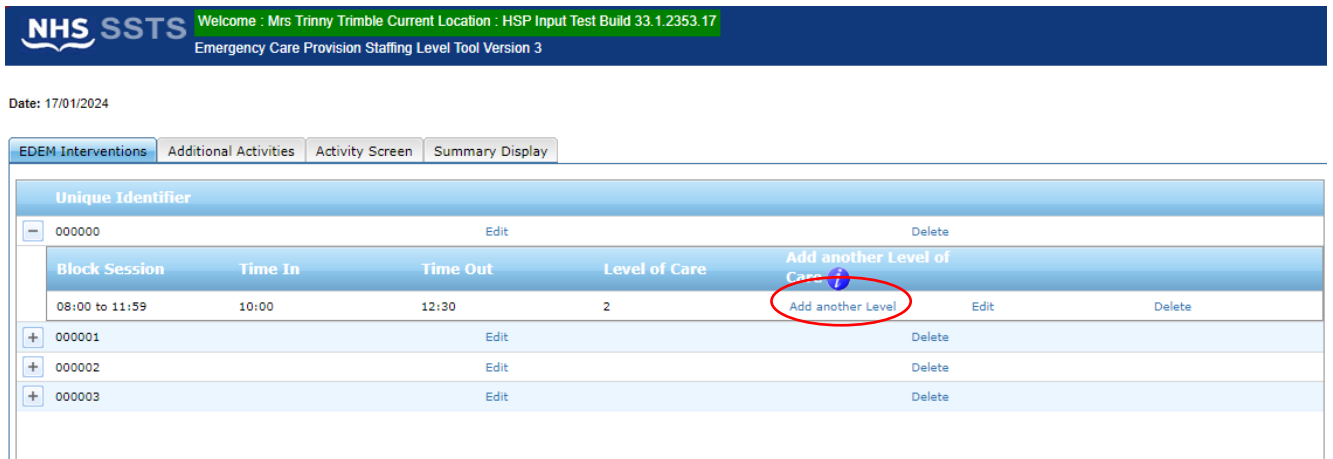 NHS SSTS
Welcome : Mrs Trinny Trimble Current Location : HSP Input Test Build 33.1.2353.17
Emergency Care Provision Staffing Level Tool Version 3
Date: 17/01/2024
EDEM Interventions Additional Activities Activity Screen Summary Display
Unique Identifier
− 000000 Edit Delete
Block Session Time In Time Out Level of Care Add another Level of
Care i
08:00 to 11:59 10:00 12:30 2 Add another Level Edit Delete
+ 000001 Edit Delete
+ 000002 Edit Delete
+ 000003 Edit Delete